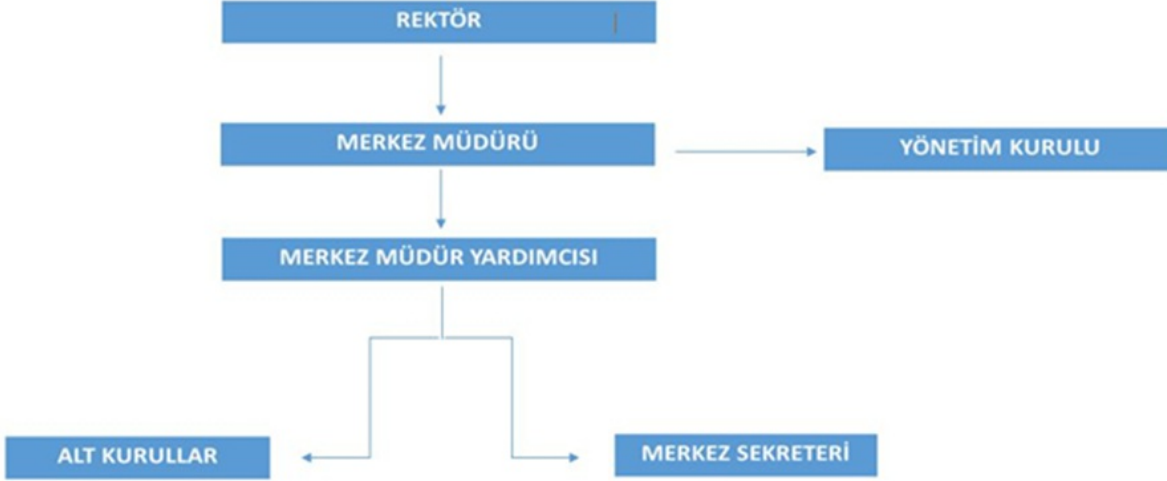 REKTÖR
MERKEZ MÜDÜRÜ
YÖNETİM KURULU
MERKEZ MÜDÜR YARDIMCISI
ALT KURULLAR
MERKEZ SEKRETERİ